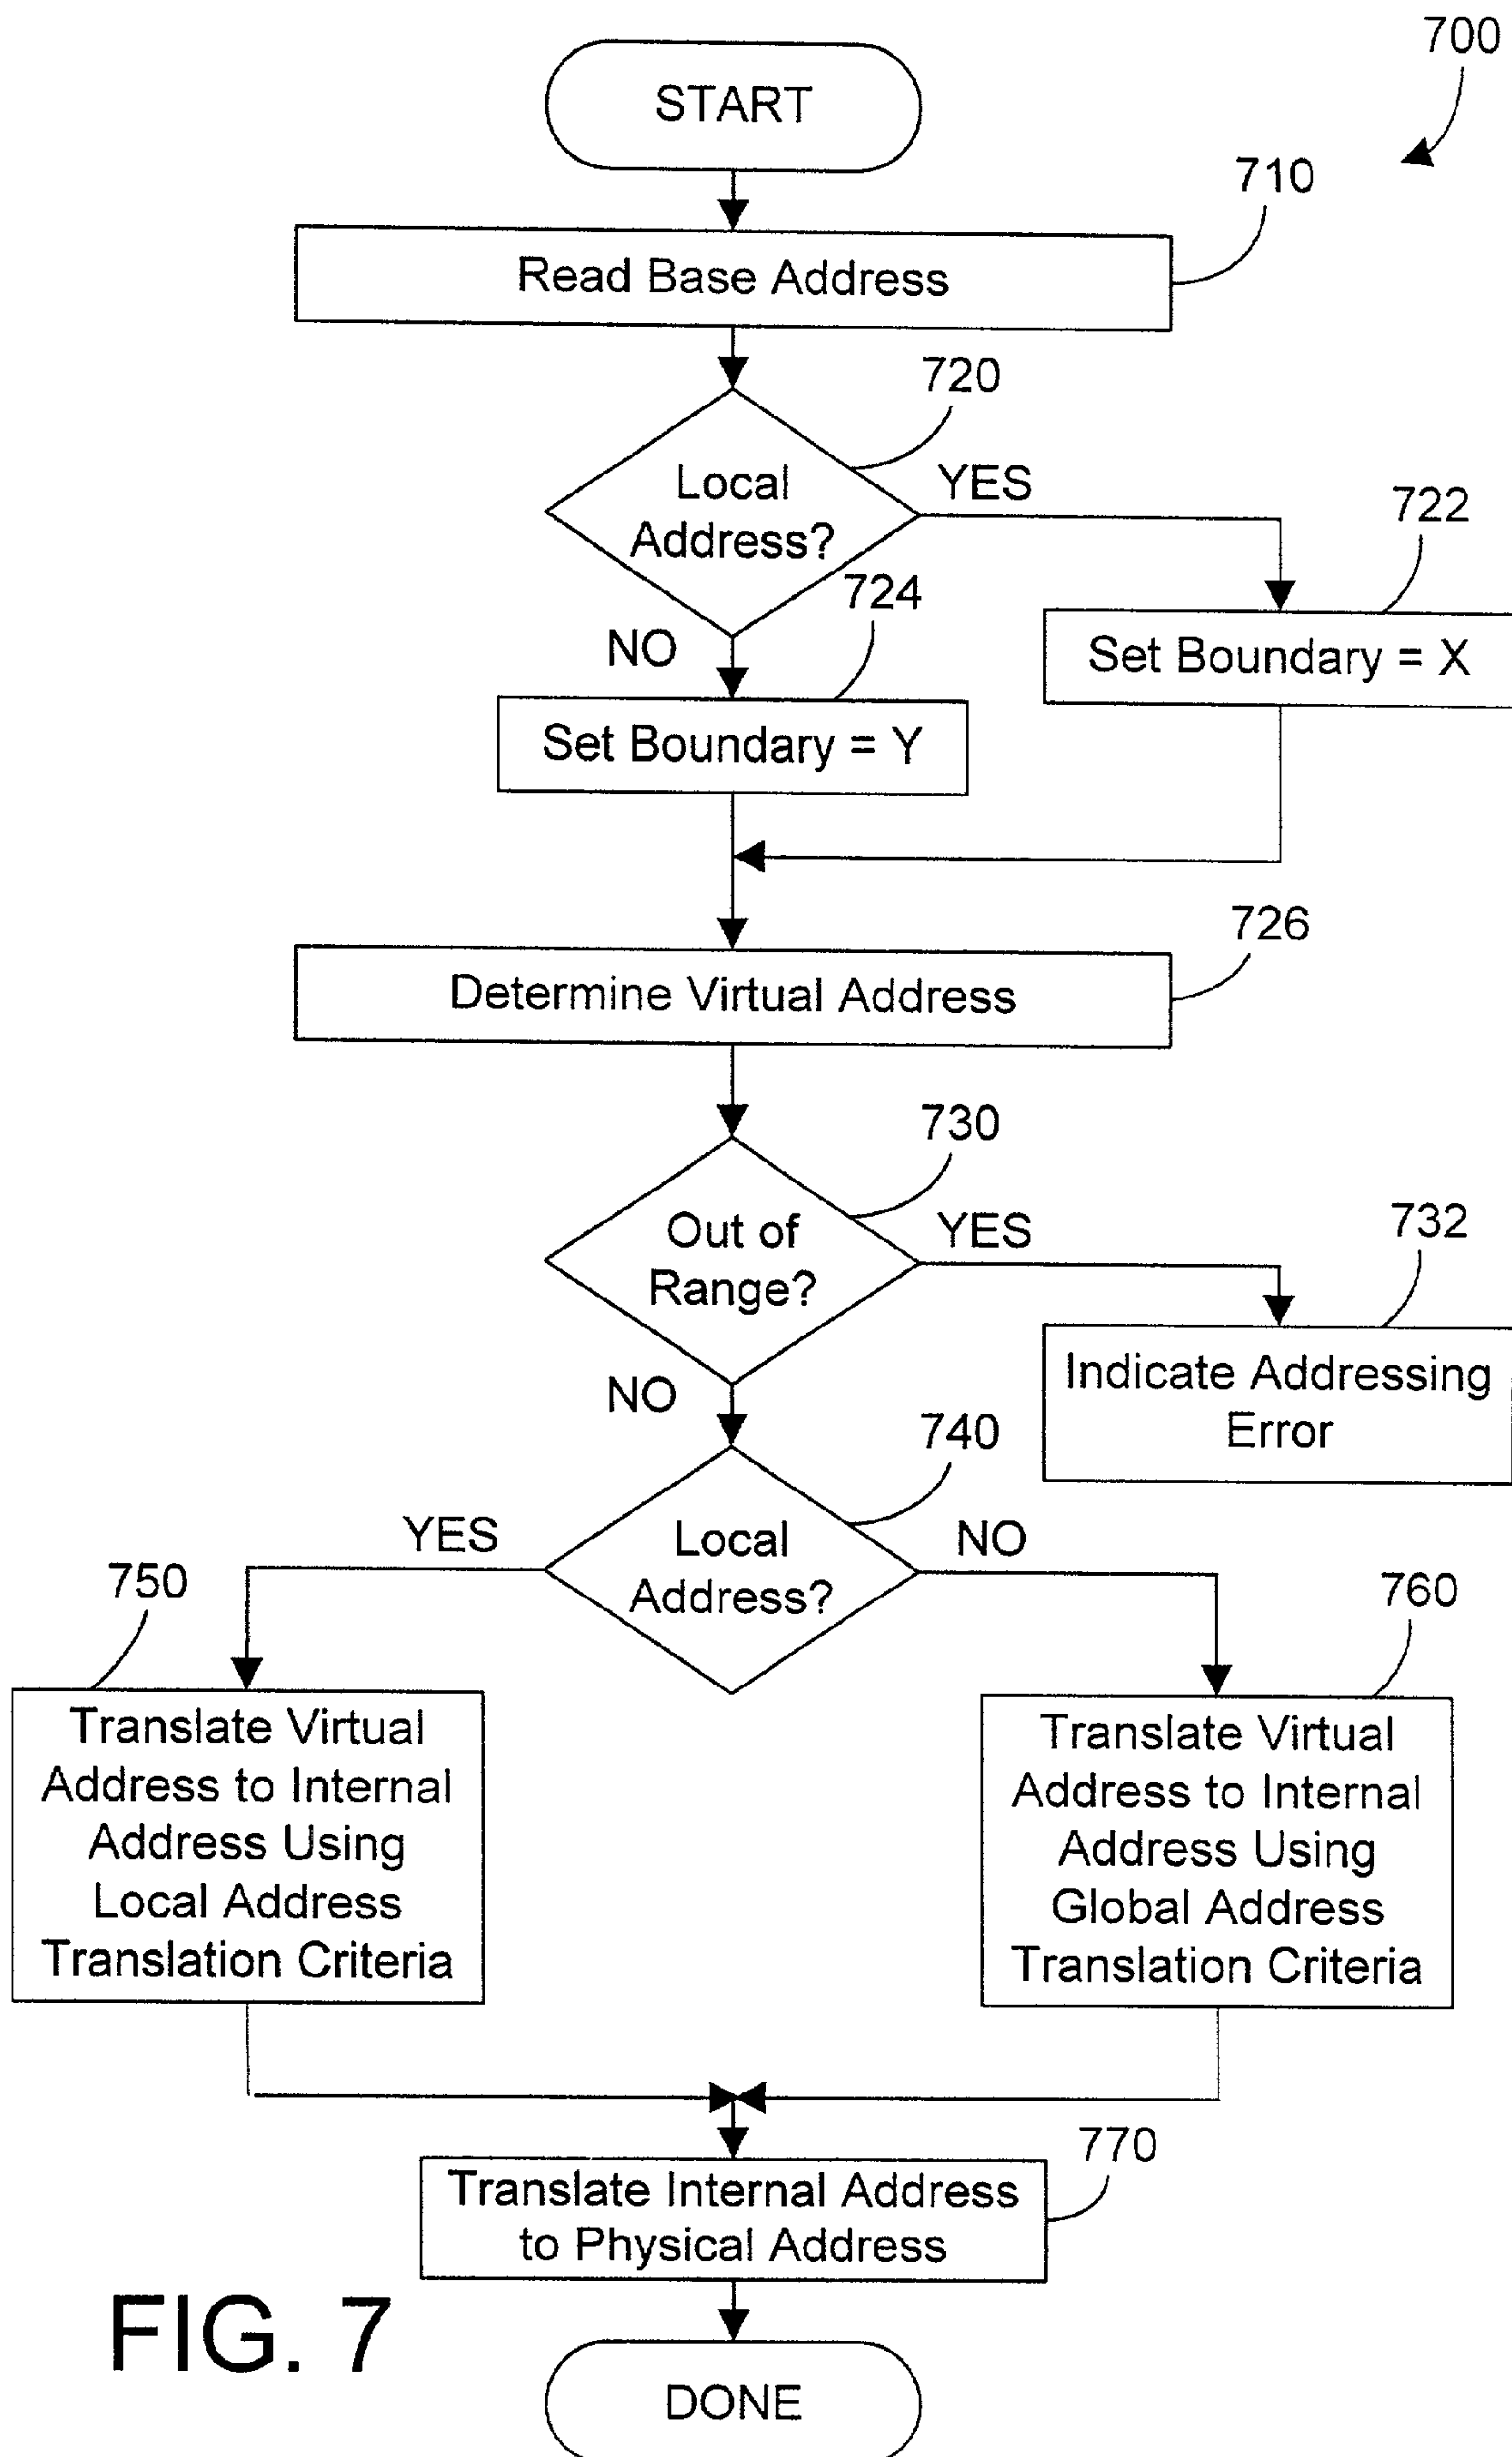 700
START
710
Read Base Address
720
Local
Address?
YES
722
Set Boundary = X
724
NO
Set Boundary = Y
726
Determine Virtual Address
730
Out of
Range?
YES
732
Indicate Addressing
Error
NO
740
Local
Address?
YES
NO
750
Translate Virtual
Address to Internal
Address Using
Local Address
Translation Criteria
760
Translate Virtual
Address to Internal
Address Using
Global Address
Translation Criteria
770
Translate Internal Address
to Physical Address
FIG. 7
DONE